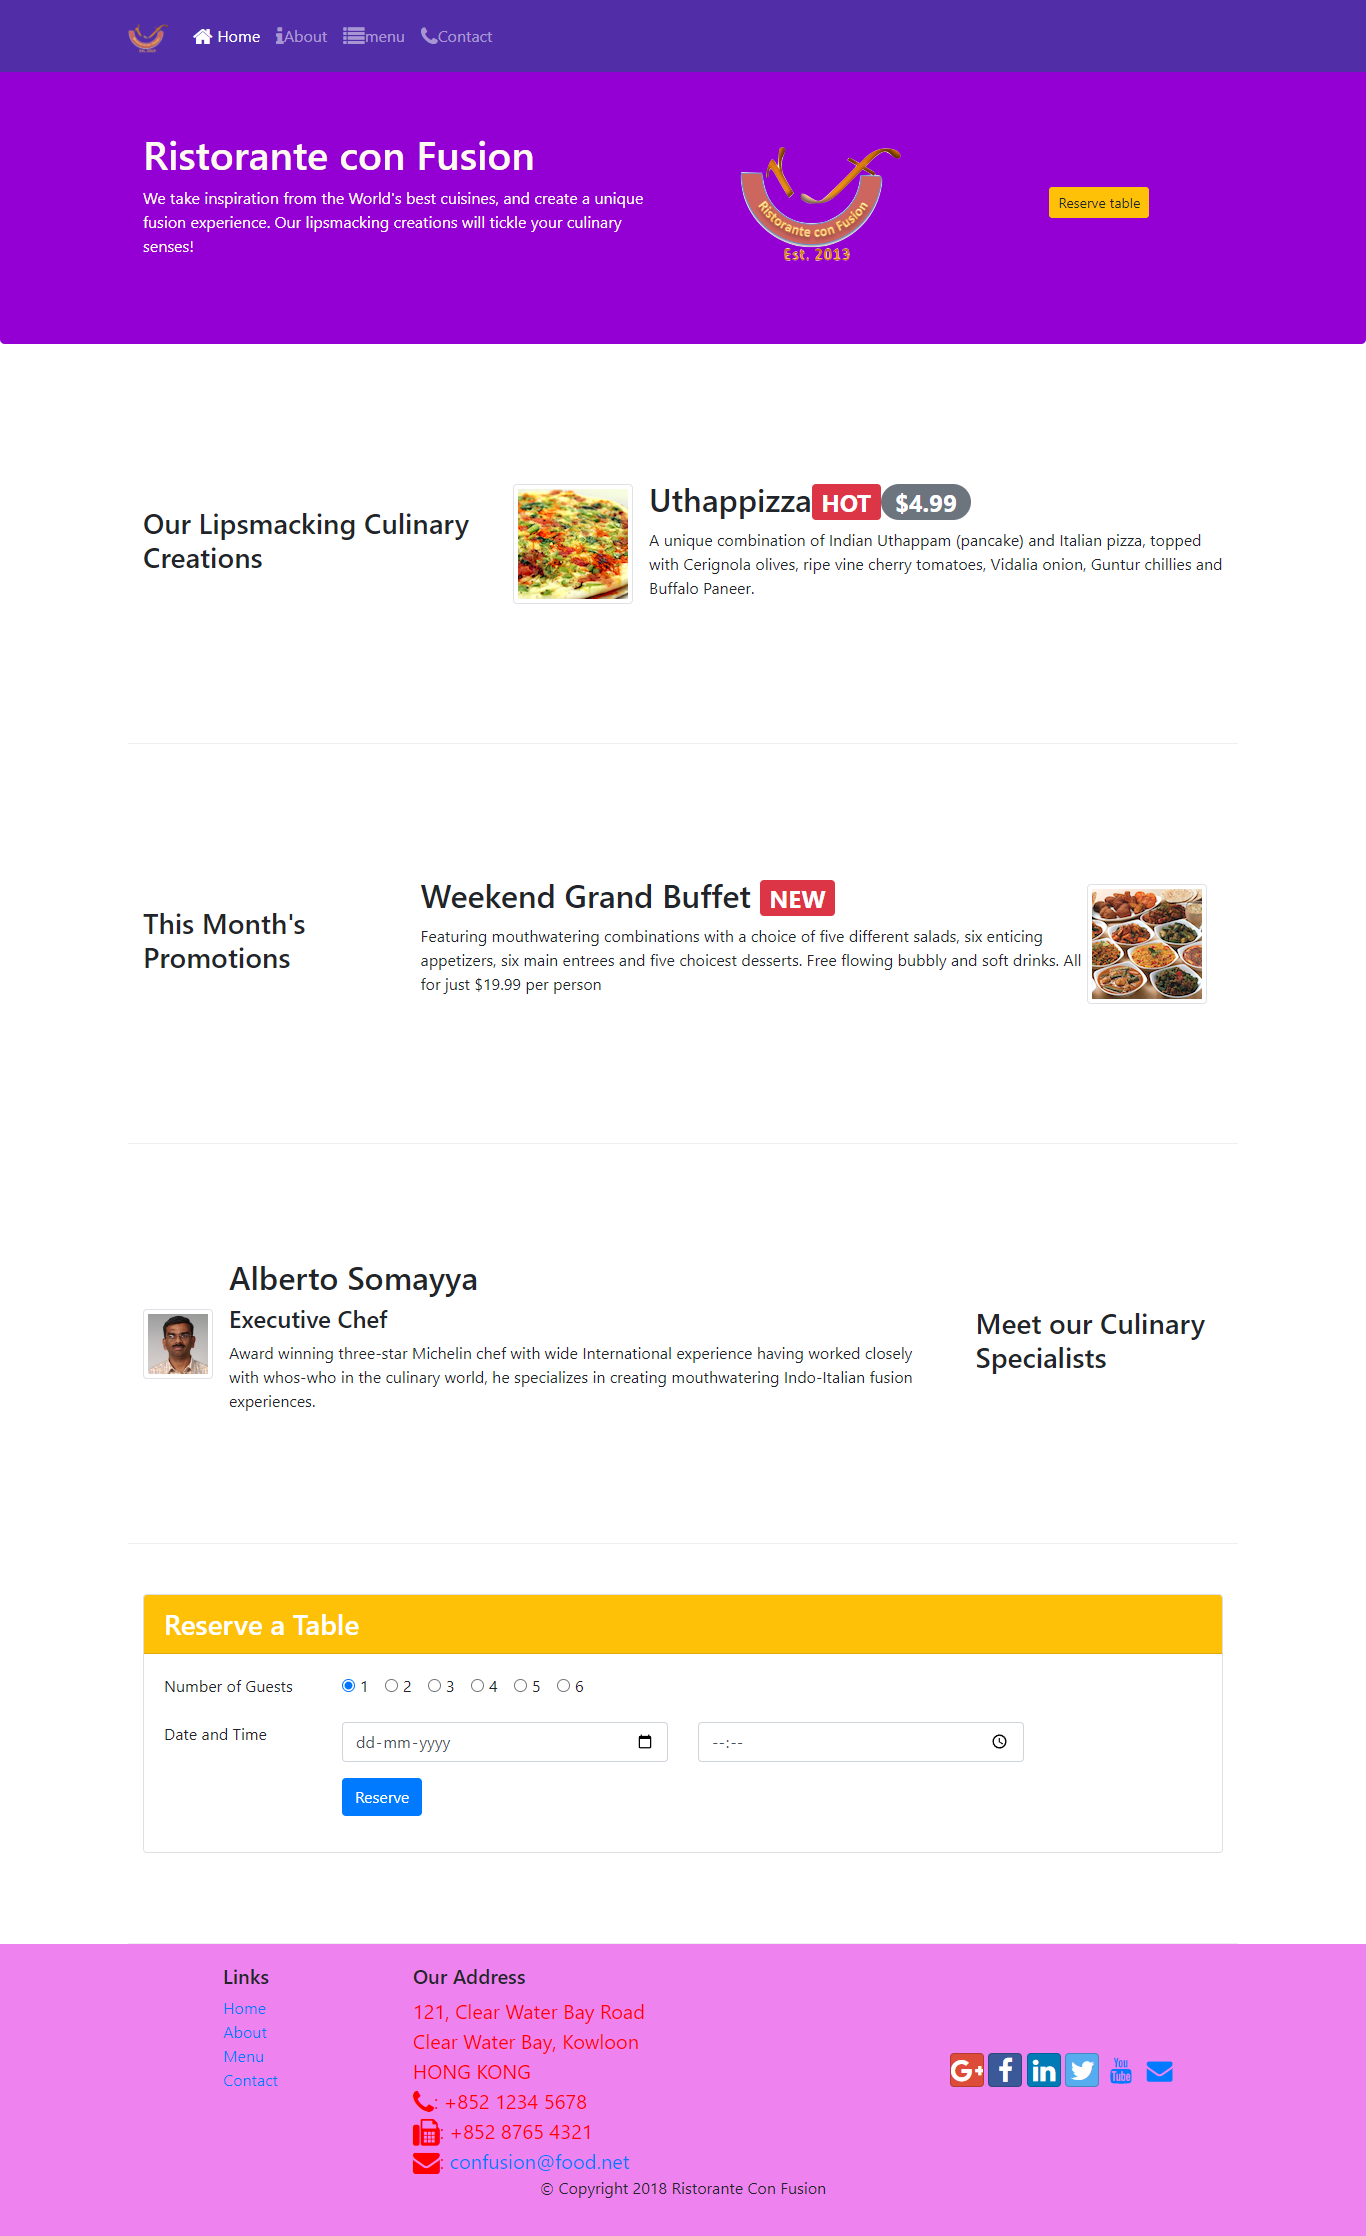 Home About menu Contact
Ristorante con Fusion
We take inspiration from the World's best cuisines, and create a unique
fusion experience. Our lipsmacking creations will tickle your culinary
senses!
Ristorante con Fusion
Est. 2013
Reserve table
Our Lipsmacking Culinary
Creations
Uthappizza HOT $4.99
A unique combination of Indian Uthappam (pancake) and Italian pizza, topped
with Cerignola olives, ripe vine cherry tomatoes, Vidalia onion, Guntur chillies and
Buffalo Paneer.
This Month's
Promotions
Weekend Grand Buffet NEW
Featuring mouthwatering combinations with a choice of five different salads, six enticing
appetizers, six main entrees and five choicest desserts. Free flowing bubbly and soft drinks. All
for just $19.99 per person
Alberto Somayya
Executive Chef
Award winning three-star Michelin chef with wide International experience having worked closely
with whos-who in the culinary world, he specializes in creating mouthwatering Indo-Italian fusion
experiences.
Meet our Culinary
Specialists
Reserve a Table
Number of Guests 1 2 3 4 5 6
Date and Time dd-mm-yyyy --:--
Reserve
Links
Home
About
Menu
Contact
Our Address
121, Clear Water Bay Road
Clear Water Bay, Kowloon
HONG KONG
: +852 1234 5678
: +852 8765 4321
: confusion@food.net
G+ f in You Tube
© Copyright 2018 Ristorante Con Fusion